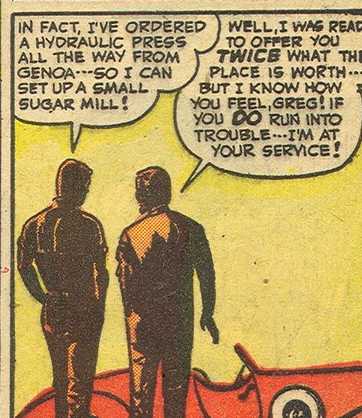 IN FACT, I'VE ORDERED
A HYDRAULIC PRESS
ALL THE WAY FROM
GENOA---SO I CAN
SET UP A SMALL
SUGAR MILL!
WELL, I WAS READ
TO OFFER YOU
TWICE WHAT THE
PLACE IS WORTH--
BUT I KNOW HOW
YOU FEEL, GREG! IF
YOU DO RUN INTO
TROUBLE---I'M AT
YOUR SERVICE!